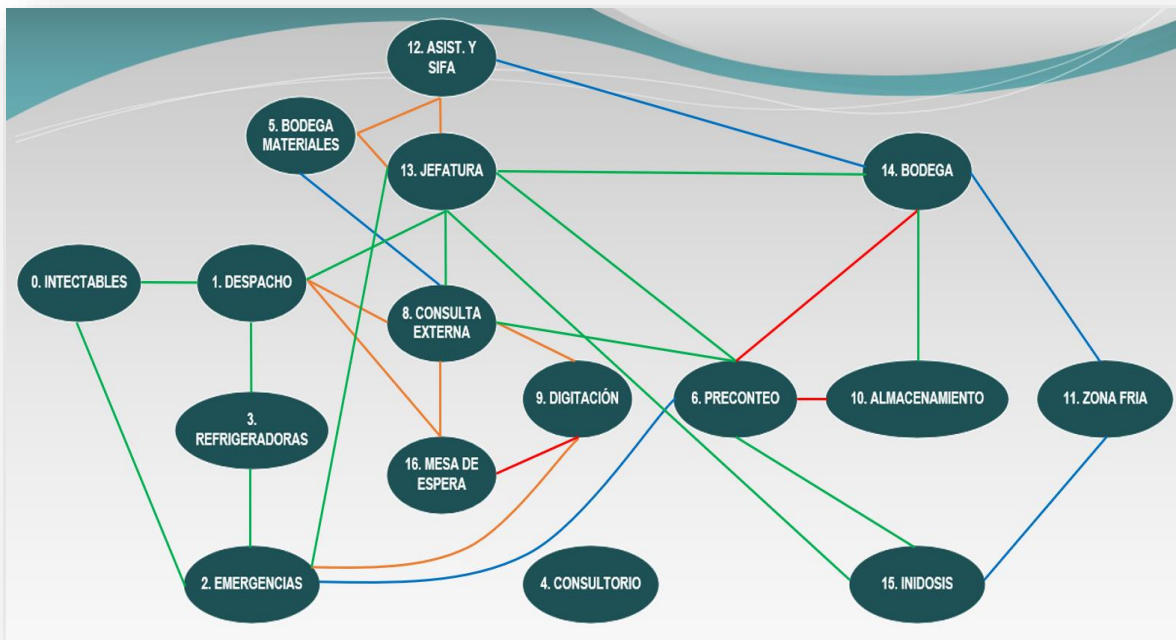 12. ASIST. Y
SIFA
5. BODEGA
MATERIALES
13. JEFATURA
14. BODEGA
0. INTECTABLES
1. DESPACHO
8. CONSULTA
EXTERNA
9. DIGITACIÓN
6. PRECONTEO
10. ALMACENAMIENTO
11. ZONA FRIA
3.
REFRIGERADORAS
16. MESA DE
ESPERA
2. EMERGENCIAS
4. CONSULTORIO
15. INIDOSIS